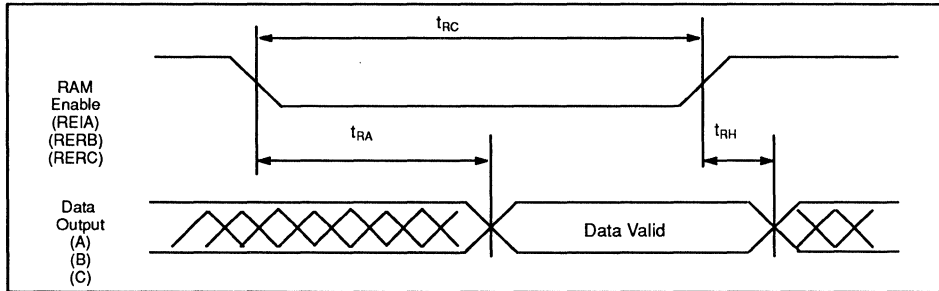 tRC
RAM
Enable
(REIA)
(RERB)
(RERC)
tRA
tRH
Data
Output
(A)
(B)
(C)
Data Valid